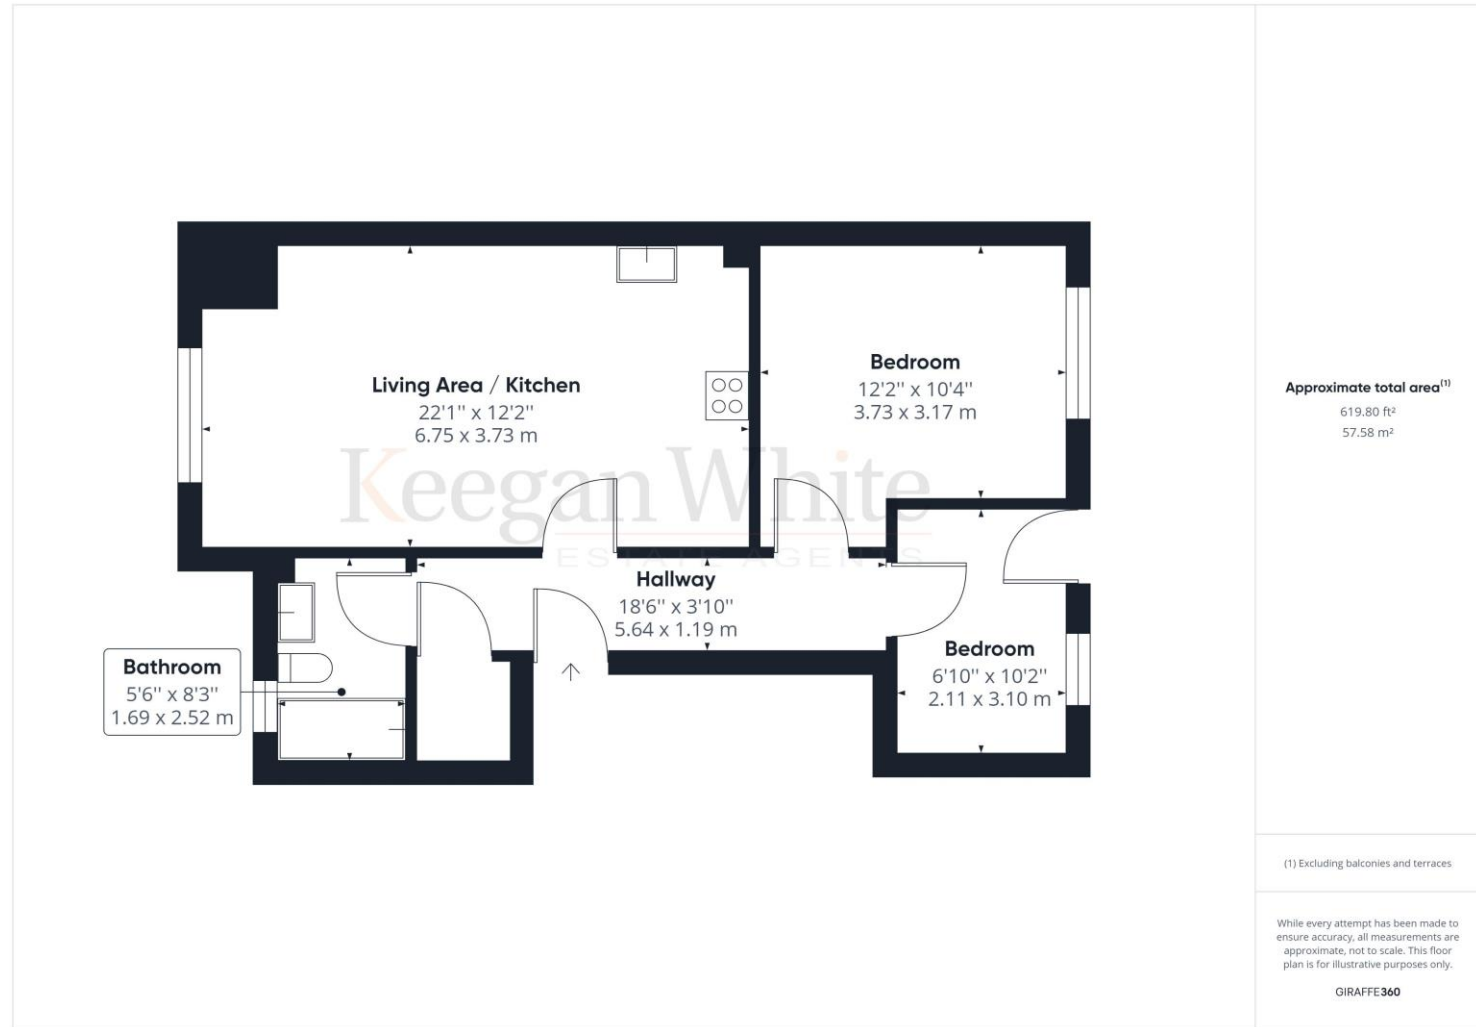 Living Area / Kitchen
22'1" x 12'2"
6.75 x 3.73 m
Bedroom
12'2" x 10'4"
3.73 x 3.17 m
Keegan White
ESTATE AGENTS
Hallway
18'6" x 3'10"
5.64 x 1.19 m
Bathroom
5'6" x 8'3"
1.69 x 2.52 m
Bedroom
6'10" x 10'2"
2.11 x 3.10 m
Approximate total area(1)
619.80 ft²
57.58 m²
(1) Excluding balconies and terraces
While every attempt has been made to
ensure accuracy, all measurements are
approximate, not to scale. This floor
plan is for illustrative purposes only.
GIRAFFE360